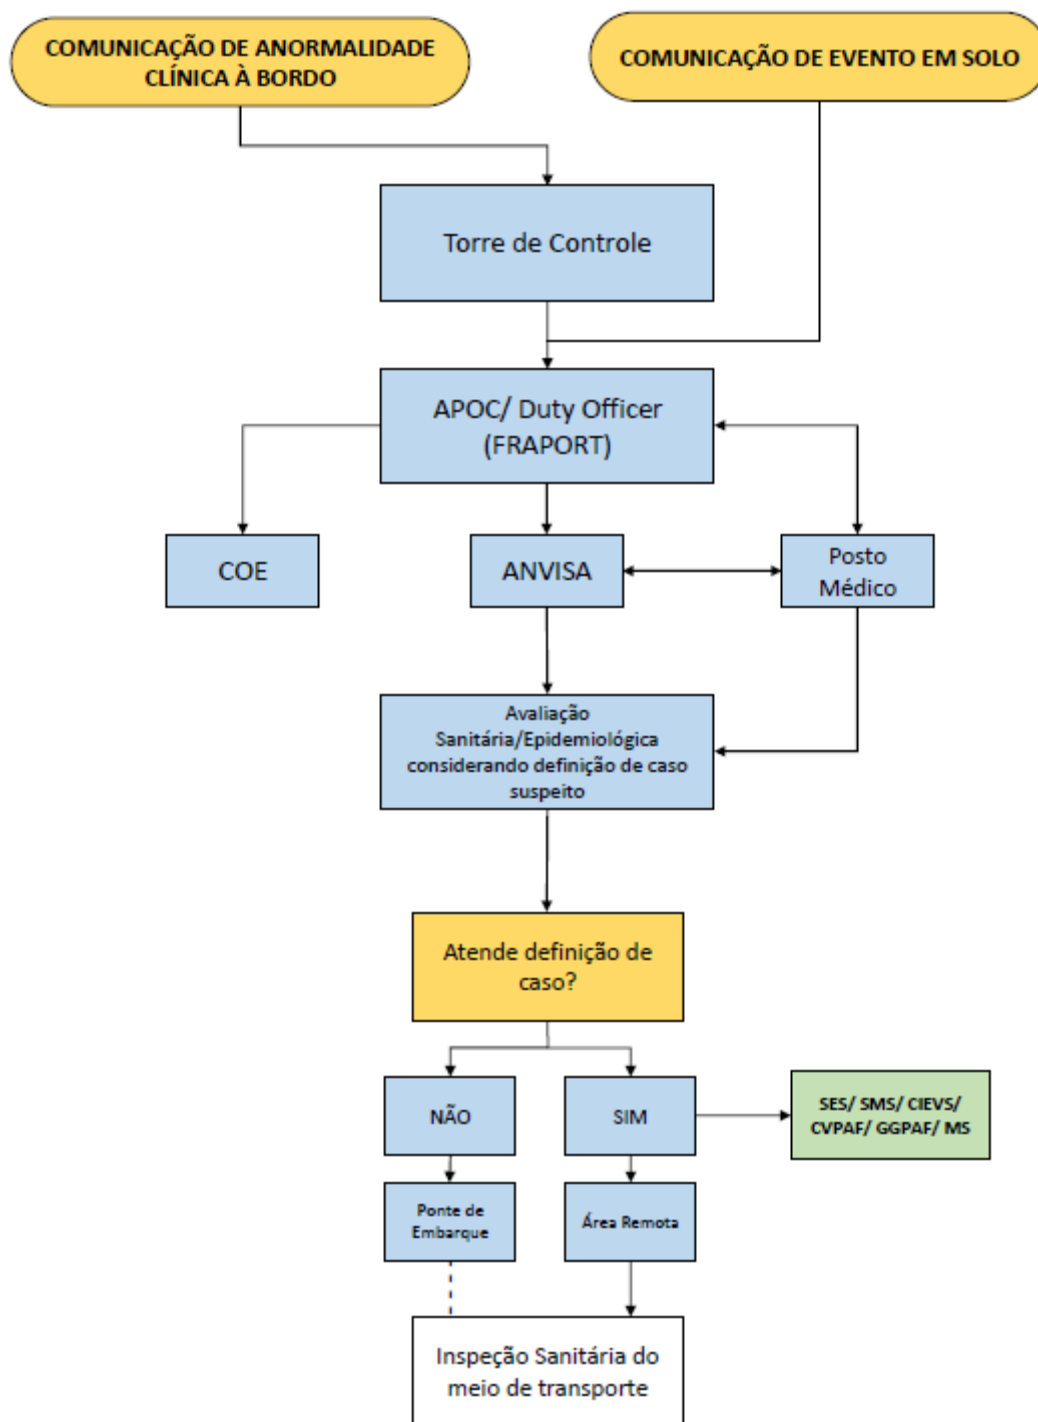 COMUNICAÇÃO DE ANORMALIDADE
CLÍNICA À BORDO
COMUNICAÇÃO DE EVENTO EM SOLO
Torre de Controle
APOC/ Duty Officer
(FRAPORT)
COE
ANVISA
Posto
Médico
Avaliação
Sanitária/Epidemiológica
considerando definição de caso
suspeito
Atende definição de
caso?
NÃO
SIM
SES/ SMS/ CIEVS/
CVPAF/ GGPAF/ MS
Ponte de
Embarque
Área Remota
Inspeção Sanitária do
meio de transporte